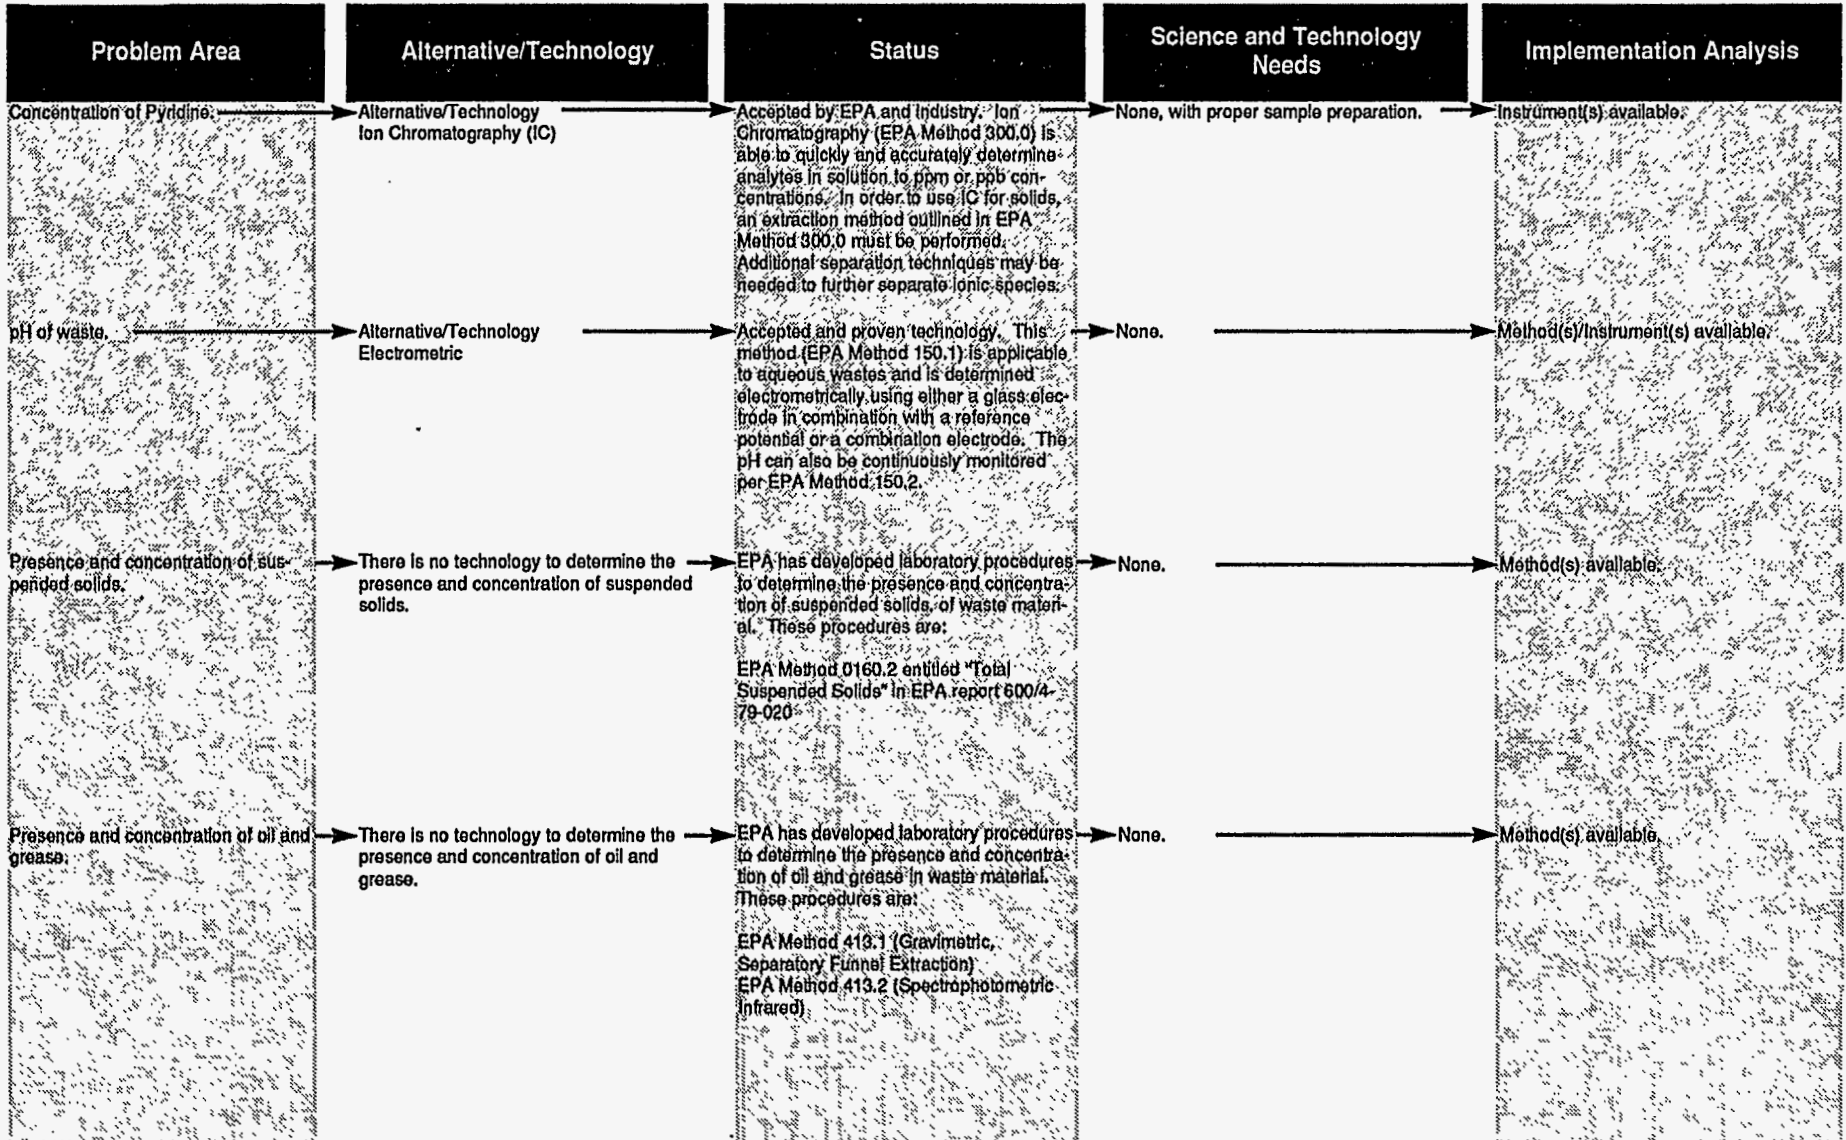 Problem Area
Alternative/Technology
Status
Science and Technology
Needs
Implementation Analysis
Concentration of Pyridine.
Alternative/Technology
Ion Chromatography (IC)
Accepted by EPA and Industry. Ion
Chromatography (EPA Method 300.0) is
able to quickly and accurately determine
analytes in solution to ppm or ppb con-
centrations. In order to use IC for solids,
an extraction method outlined in EPA
Method 300.0 must be performed.
Additional separation techniques may be
needed to further separate ionic species.
None, with proper sample preparation.
Instrument(s) available.
pH of waste.
Alternative/Technology
Electrometric
Accepted and proven technology. This
method (EPA Method 150.1) is applicable
to aqueous wastes and is determined
electrometrically using either a glass elec-
trode in combination with a reference
potential or a combination electrode. The
pH can also be continuously monitored
per EPA Method 150.2.
None.
Method(s)/Instrument(s) available.
Presence and concentration of sus-
pended solids.
There is no technology to determine the
presence and concentration of suspended
solids.
EPA has developed laboratory procedures
to determine the presence and concentra-
tion of suspended solids, of waste materi-
al. These procedures are:
EPA Method 0160.2 entitled "Total
Suspended Solids" in EPA report 600/4-
79-020
None.
Method(s) available.
Presence and concentration of oil and
grease.
There is no technology to determine the
presence and concentration of oil and
grease.
EPA has developed laboratory procedures
to determine the presence and concentra-
tion of oil and grease in waste material.
These procedures are:
EPA Method 413.1 (Gravimetric,
Separatory Funnel Extraction)
EPA Method 413.2 (Spectrophotometric
Infrared)
None.
Method(s) available.